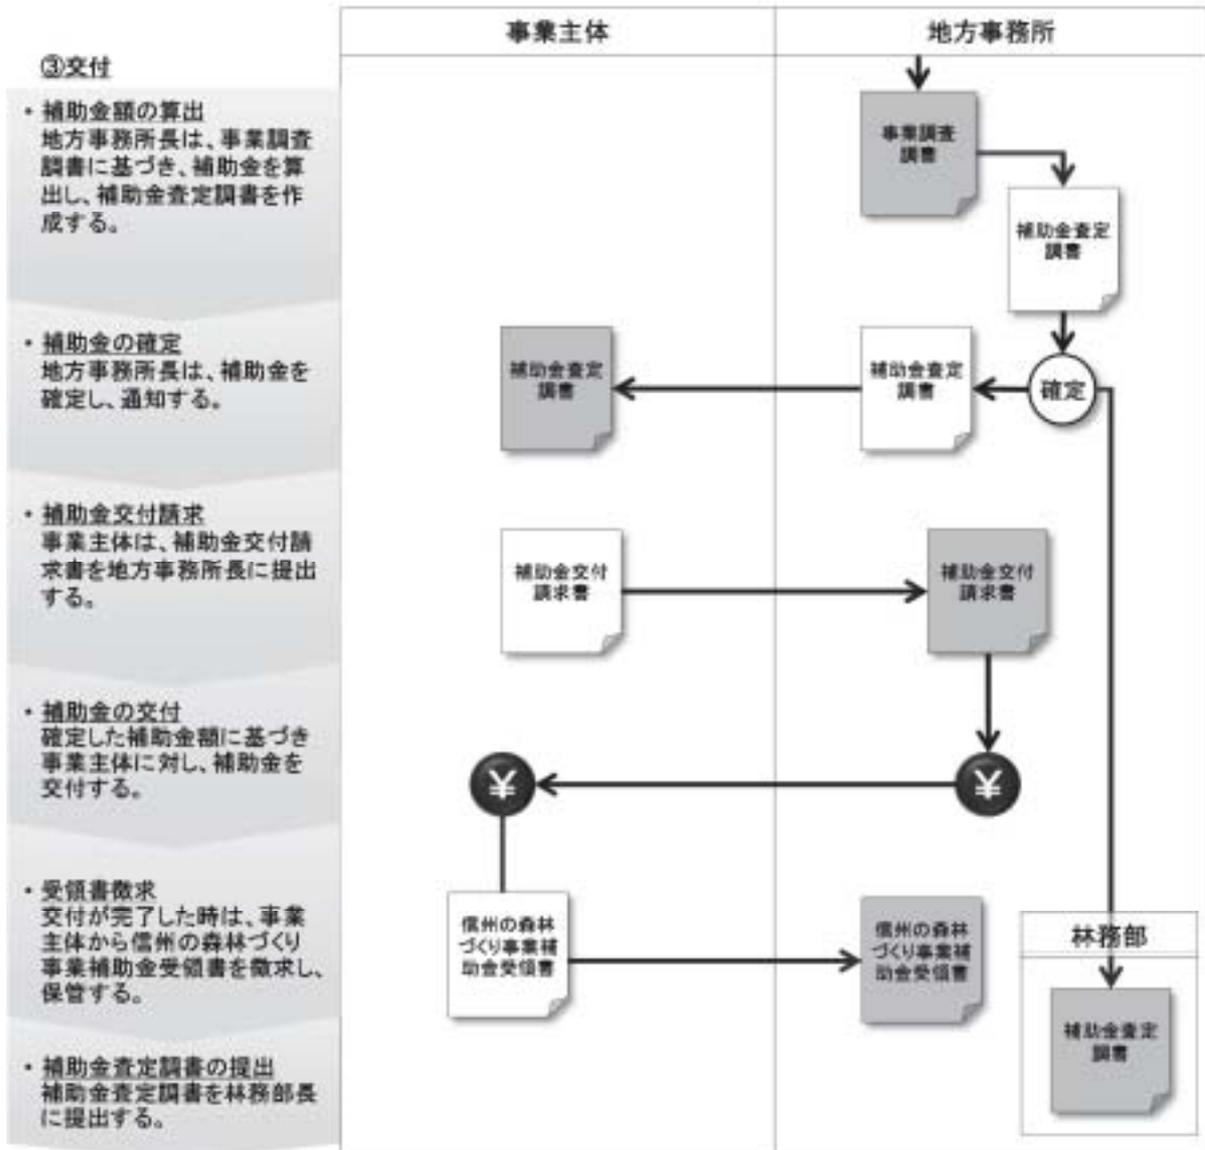 事業主体
地方事務所
③交付
・補助金額の算出
地方事務所長は、事業調査
調書に基づき、補助金を算
出し、補助金査定調書を作
成する。
事業調査
調書
補助金査定
調書
・補助金の確定
地方事務所長は、補助金を
確定し、通知する。
補助金査定
調書
補助金査定
調書
確定
・補助金交付請求
事業主体は、補助金交付請
求書を地方事務所長に提出
する。
補助金交付
請求書
補助金交付
請求書
・補助金の交付
確定した補助金額に基づき
事業主体に対し、補助金を
交付する。
¥
¥
・受領書徴求
交付が完了した時は、事業
主体から信州の森林づくり
事業補助金受領書を徴求し、
保管する。
信州の森林
づくり事業補
助金受領書
信州の森林
づくり事業補
助金受領書
林務部
補助金査定
調書
・補助金査定調書の提出
補助金査定調書を林務部長
に提出する。